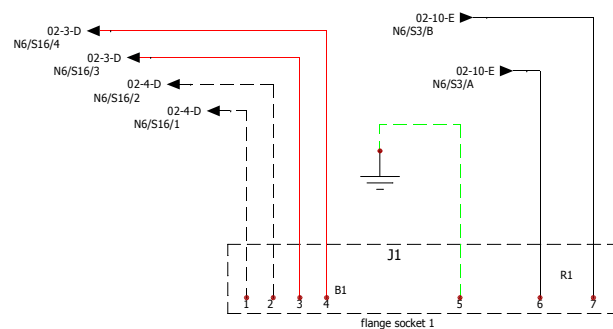 02-3-D
N6/S16/4
02-3-D
N6/S16/3
02-4-D
N6/S16/2
02-4-D
N6/S16/1
02-10-E
N6/S3/B
02-10-E
N6/S3/A
J1
B1
R1
1 2 3 4 5 6 7
flange socket 1